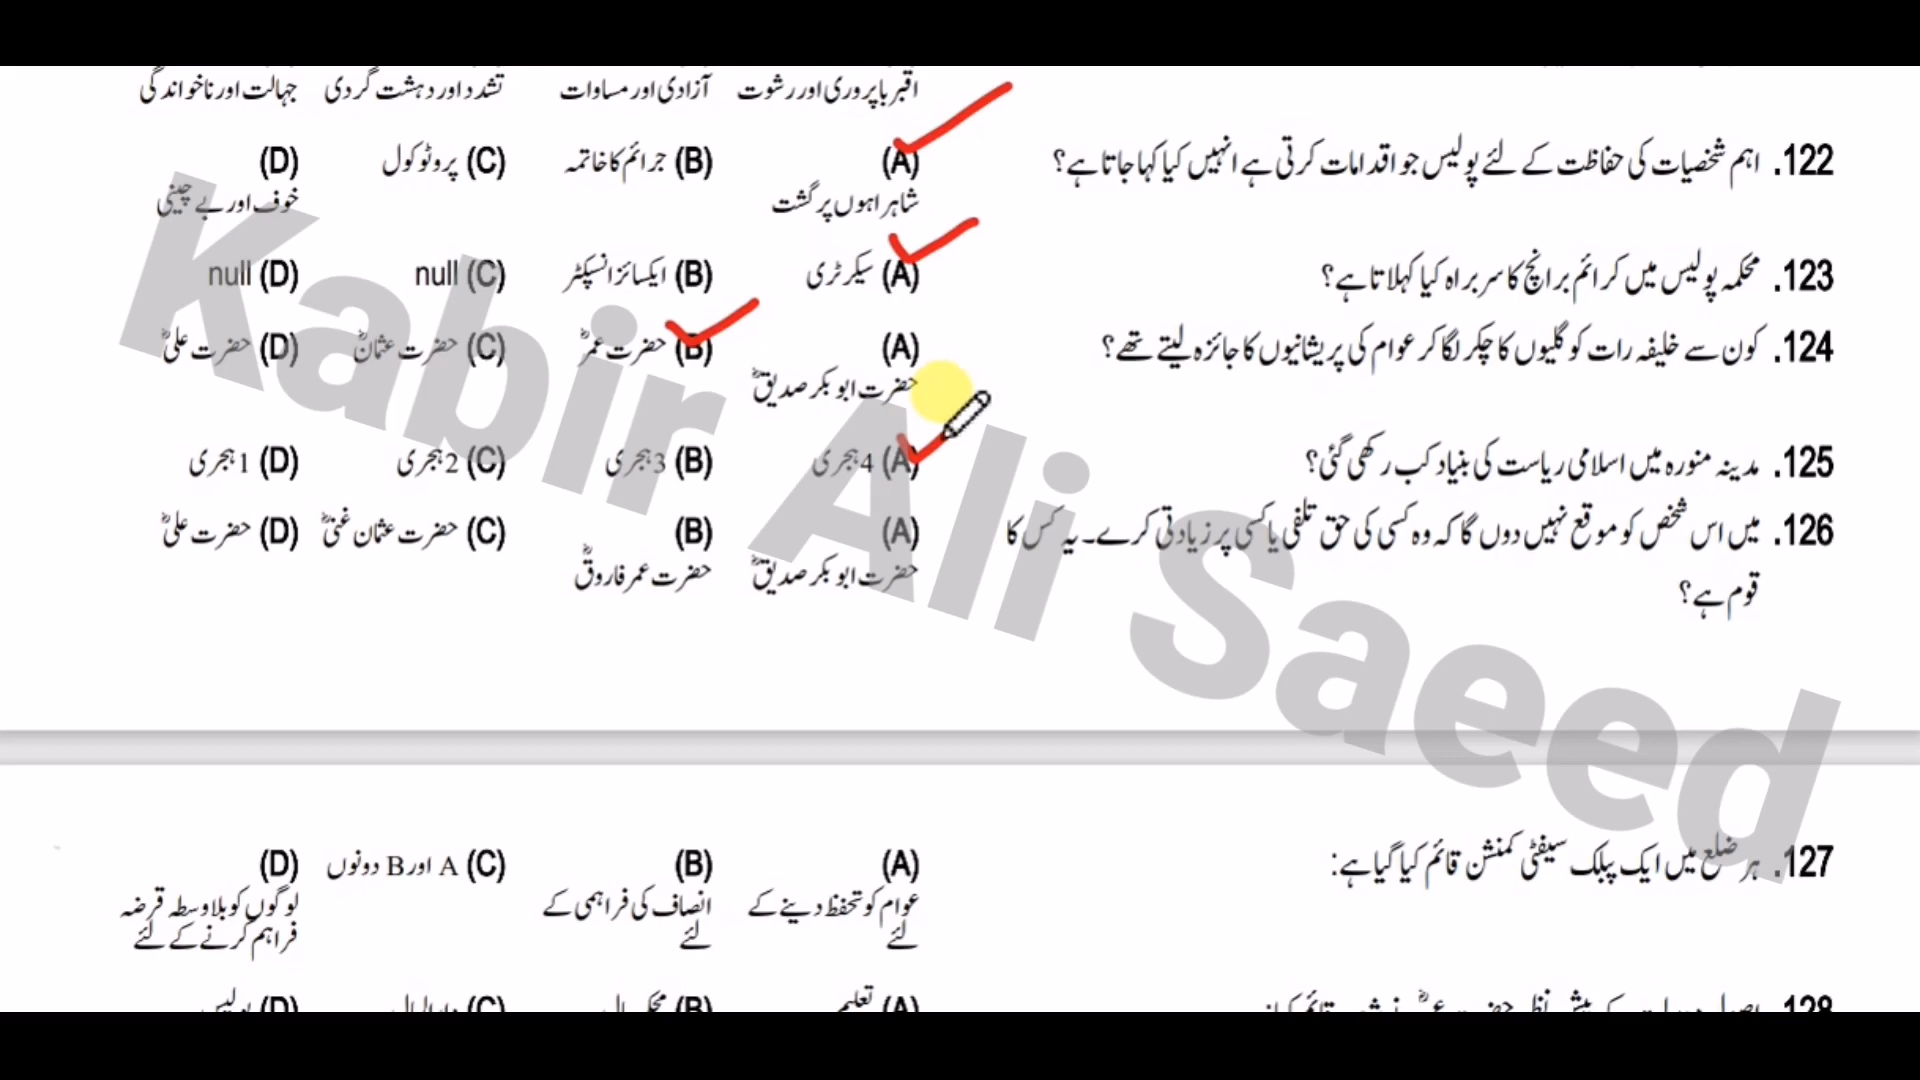 اقربا پروری اور رشوت آزادی اور مساوات تشدد اور دہشت گردی جہالت اور ناخواندگی
122. اہم شخصیات کی حفاظت کے لئے پولیس جو اقدامات کرتی ہے انہیں کیا کہا جاتا ہے؟ (A) (B) جرائم کا خاتمہ (C) پروٹوکول (D)
شاہراہوں پر گشت خوف اور بے چینی
123. محکمہ پولیس میں کرائم برانچ کا سربراہ کیا کہلاتا ہے؟ (A) سیکرٹری (B) ایکسائز انسپکٹر (C) null (D) null
124. کون سے خلیفہ رات کو گلیوں کا چکر لگا کر عوام کی پریشانیوں کا جائزہ لیتے تھے؟ (A) (B) حضرت عمرؓ (C) حضرت عثمانؓ (D) حضرت علیؓ
حضرت ابو بکر صدیقؓ
125. مدینہ منورہ میں اسلامی ریاست کی بنیاد کب رکھی گئی؟ (A) 4 ہجری (B) 3 ہجری (C) 2 ہجری (D) 1 ہجری
126. میں اس شخص کو موقع نہیں دوں گا کہ وہ کسی کی حق تلفی یا کسی پر زیادتی کرے۔ یہ کس کا (A) (B) (C) حضرت عثمان غنیؓ (D) حضرت علیؓ
قوم ہے؟ حضرت ابو بکر صدیقؓ حضرت عمر فاروقؓ
127. ہر ضلع میں ایک پبلک سیفٹی کمنشن قائم کیا گیا ہے: (A) (B) (C) A اور B دونوں (D)
عوام کو تحفظ دینے کے انصاف کی فراہمی کے لوگوں کو بلاوسطہ قرضہ
لئے لئے فراہم کرنے کے لئے
128. (A) تعلیم (B) (C) (D)
Kabir Ali Saeed